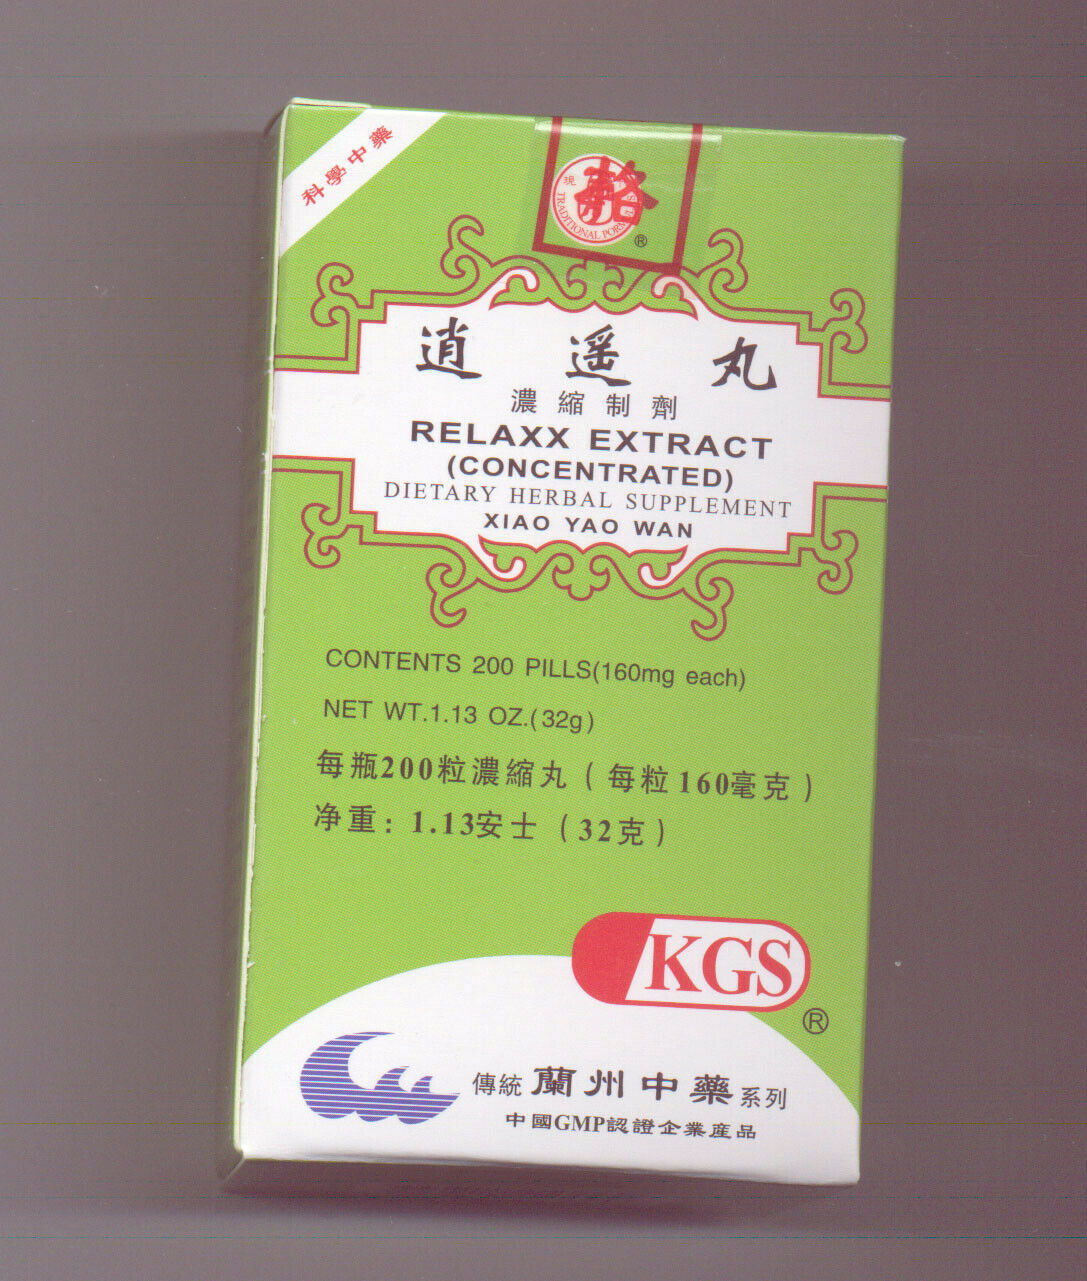 科學中藥
現
TRADITIONAL
®
逍遥丸
濃縮制劑
RELAXX EXTRACT
(CONCENTRATED)
DIETARY HERBAL SUPPLEMENT
XIAO YAO WAN
CONTENTS 200 PILLS(160mg each)
NET WT.1.13 OZ.(32g)
每瓶200粒濃縮丸（每粒160毫克）
净重：1.13安士（32克）
KGS
®
傳統蘭州中藥系列
中國GMP認證企業産品